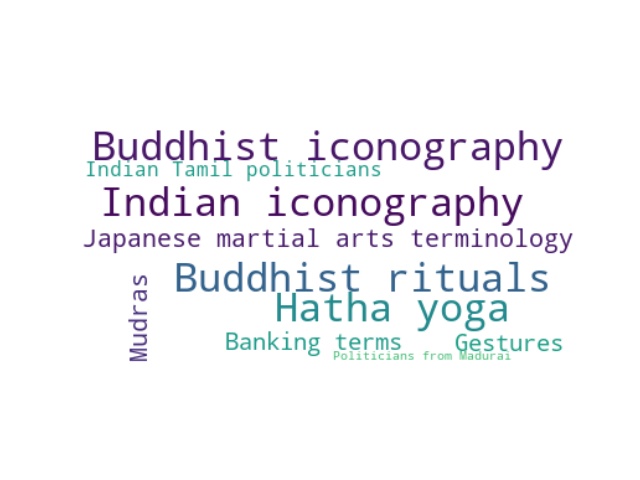 Buddhist iconography
Indian Tamil politicians
Indian iconography
Japanese martial arts terminology
Buddhist rituals
Mudras
Hatha yoga
Banking terms
Gestures
Politicians from Madurai